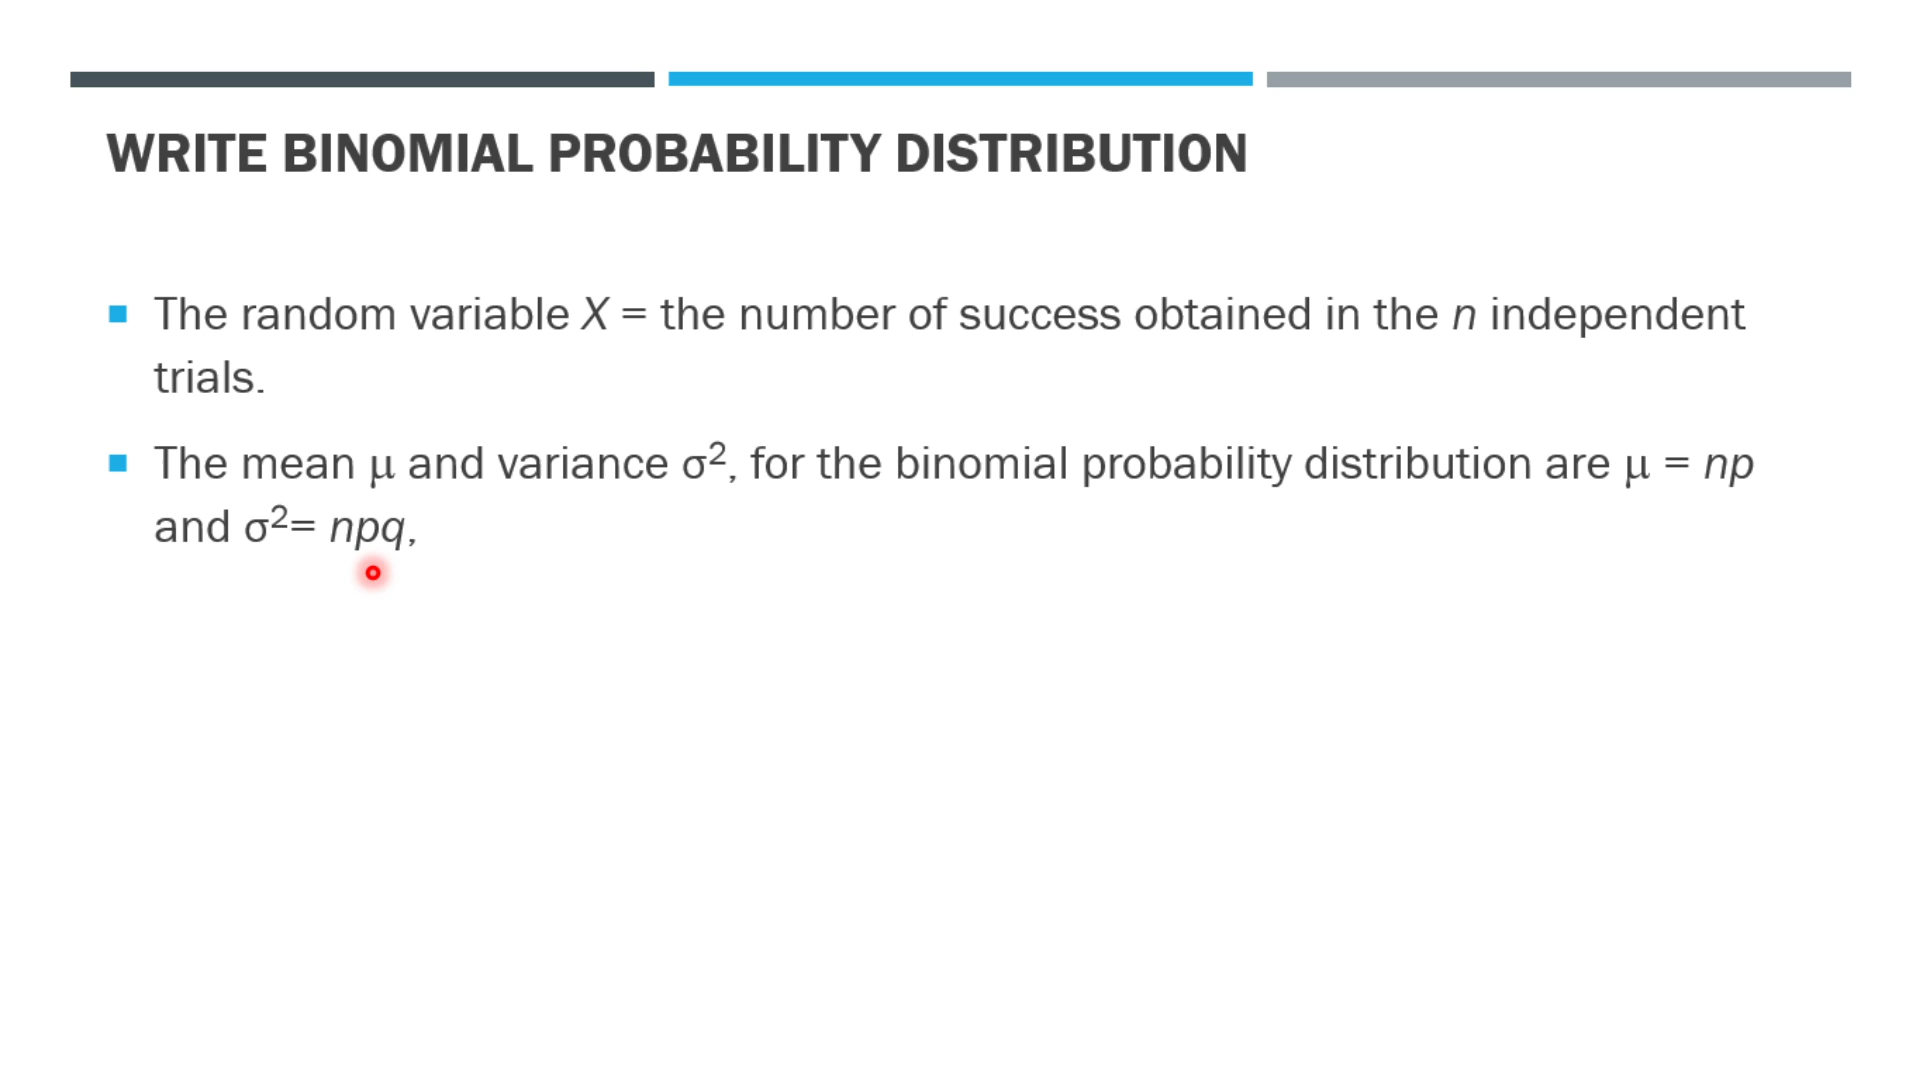 WRITE BINOMIAL PROBABILITY DISTRIBUTION
The random variable X = the number of success obtained in the n independent
trials.
The mean μ and variance σ², for the binomial probability distribution are μ = np
and σ²= npq,